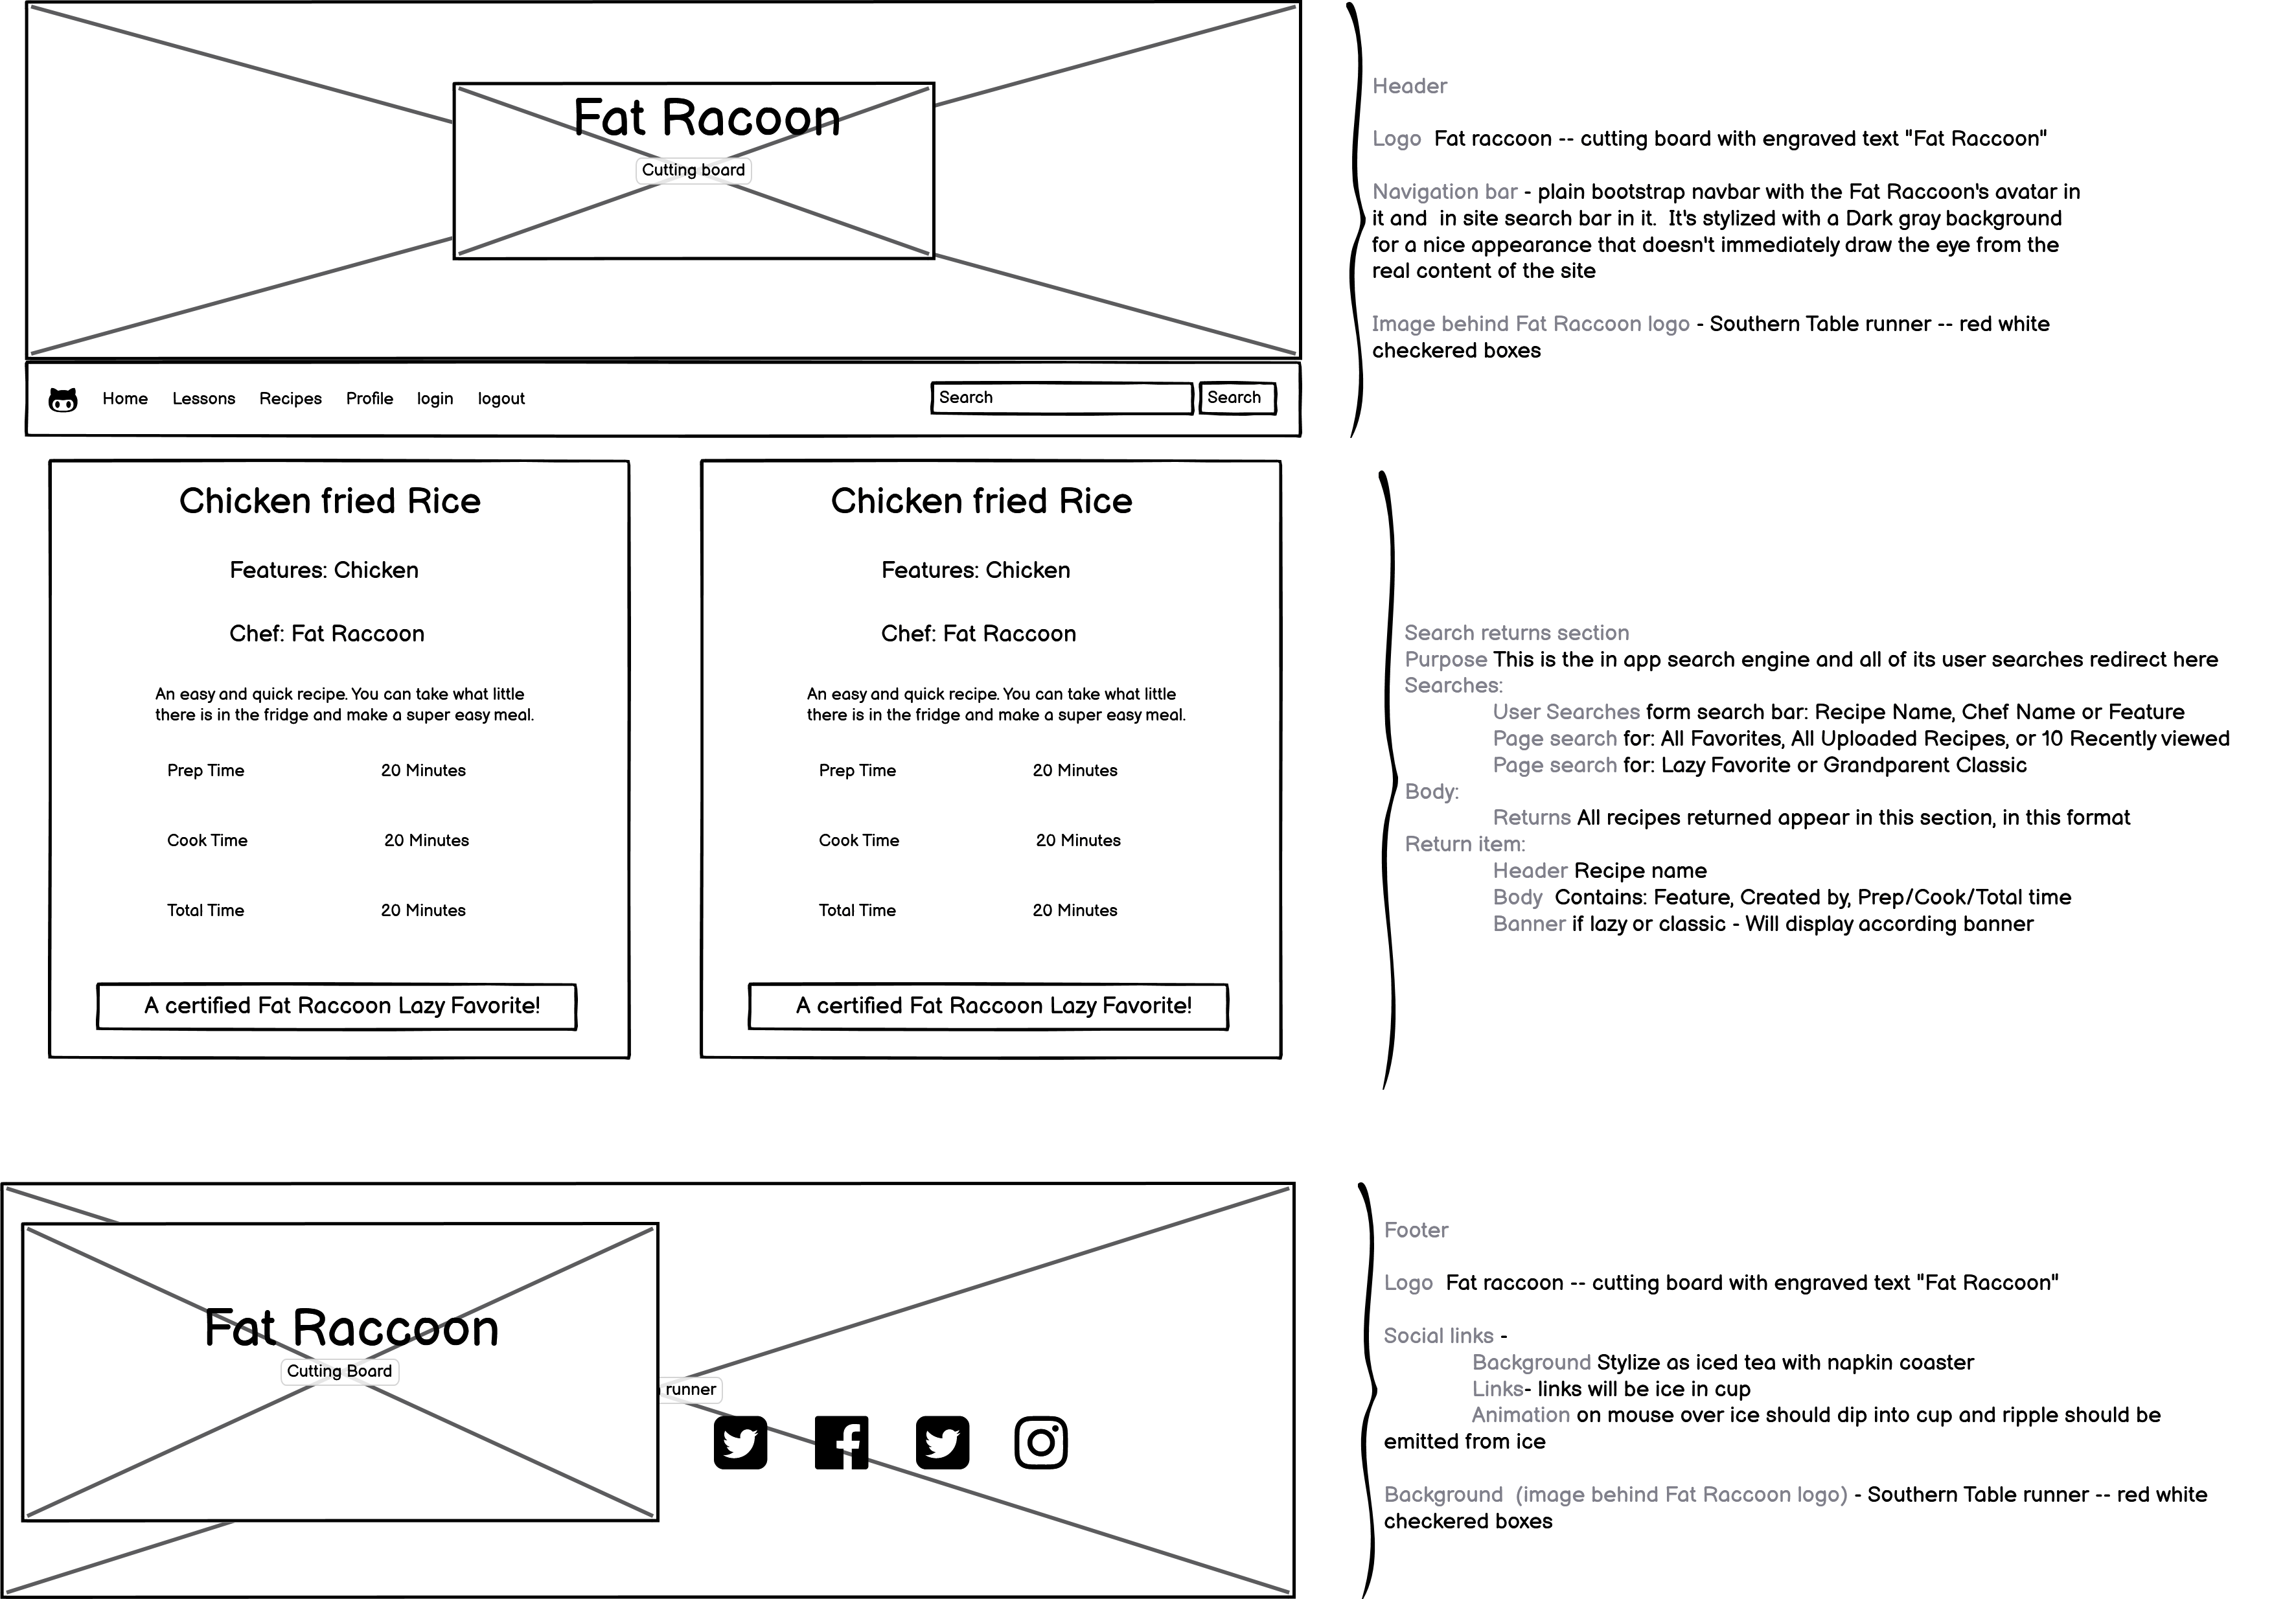 Fat Racoon
Cutting board
Home Lessons Recipes Profile login logout
Search Search
Header
Logo Fat raccoon -- cutting board with engraved text "Fat Raccoon"
Navigation bar - plain bootstrap navbar with the Fat Raccoon's avatar in
it and in site search bar in it. It's stylized with a Dark gray background
for a nice appearance that doesn't immediately draw the eye from the
real content of the site
Image behind Fat Raccoon logo - Southern Table runner -- red white
checkered boxes
Chicken fried Rice
Features: Chicken
Chef: Fat Raccoon
An easy and quick recipe. You can take what little
there is in the fridge and make a super easy meal.
Prep Time 20 Minutes
Cook Time 20 Minutes
Total Time 20 Minutes
A certified Fat Raccoon Lazy Favorite!
Chicken fried Rice
Features: Chicken
Chef: Fat Raccoon
An easy and quick recipe. You can take what little
there is in the fridge and make a super easy meal.
Prep Time 20 Minutes
Cook Time 20 Minutes
Total Time 20 Minutes
A certified Fat Raccoon Lazy Favorite!
Search returns section
Purpose This is the in app search engine and all of its user searches redirect here
Searches:
User Searches form search bar: Recipe Name, Chef Name or Feature
Page search for: All Favorites, All Uploaded Recipes, or 10 Recently viewed
Page search for: Lazy Favorite or Grandparent Classic
Body:
Returns All recipes returned appear in this section, in this format
Return item:
Header Recipe name
Body Contains: Feature, Created by, Prep/Cook/Total time
Banner if lazy or classic - Will display according banner
Fat Raccoon
Cutting Board
runner
Footer
Logo Fat raccoon -- cutting board with engraved text "Fat Raccoon"
Social links -
Background Stylize as iced tea with napkin coaster
Links- links will be ice in cup
Animation on mouse over ice should dip into cup and ripple should be
emitted from ice
Background (image behind Fat Raccoon logo) - Southern Table runner -- red white
checkered boxes